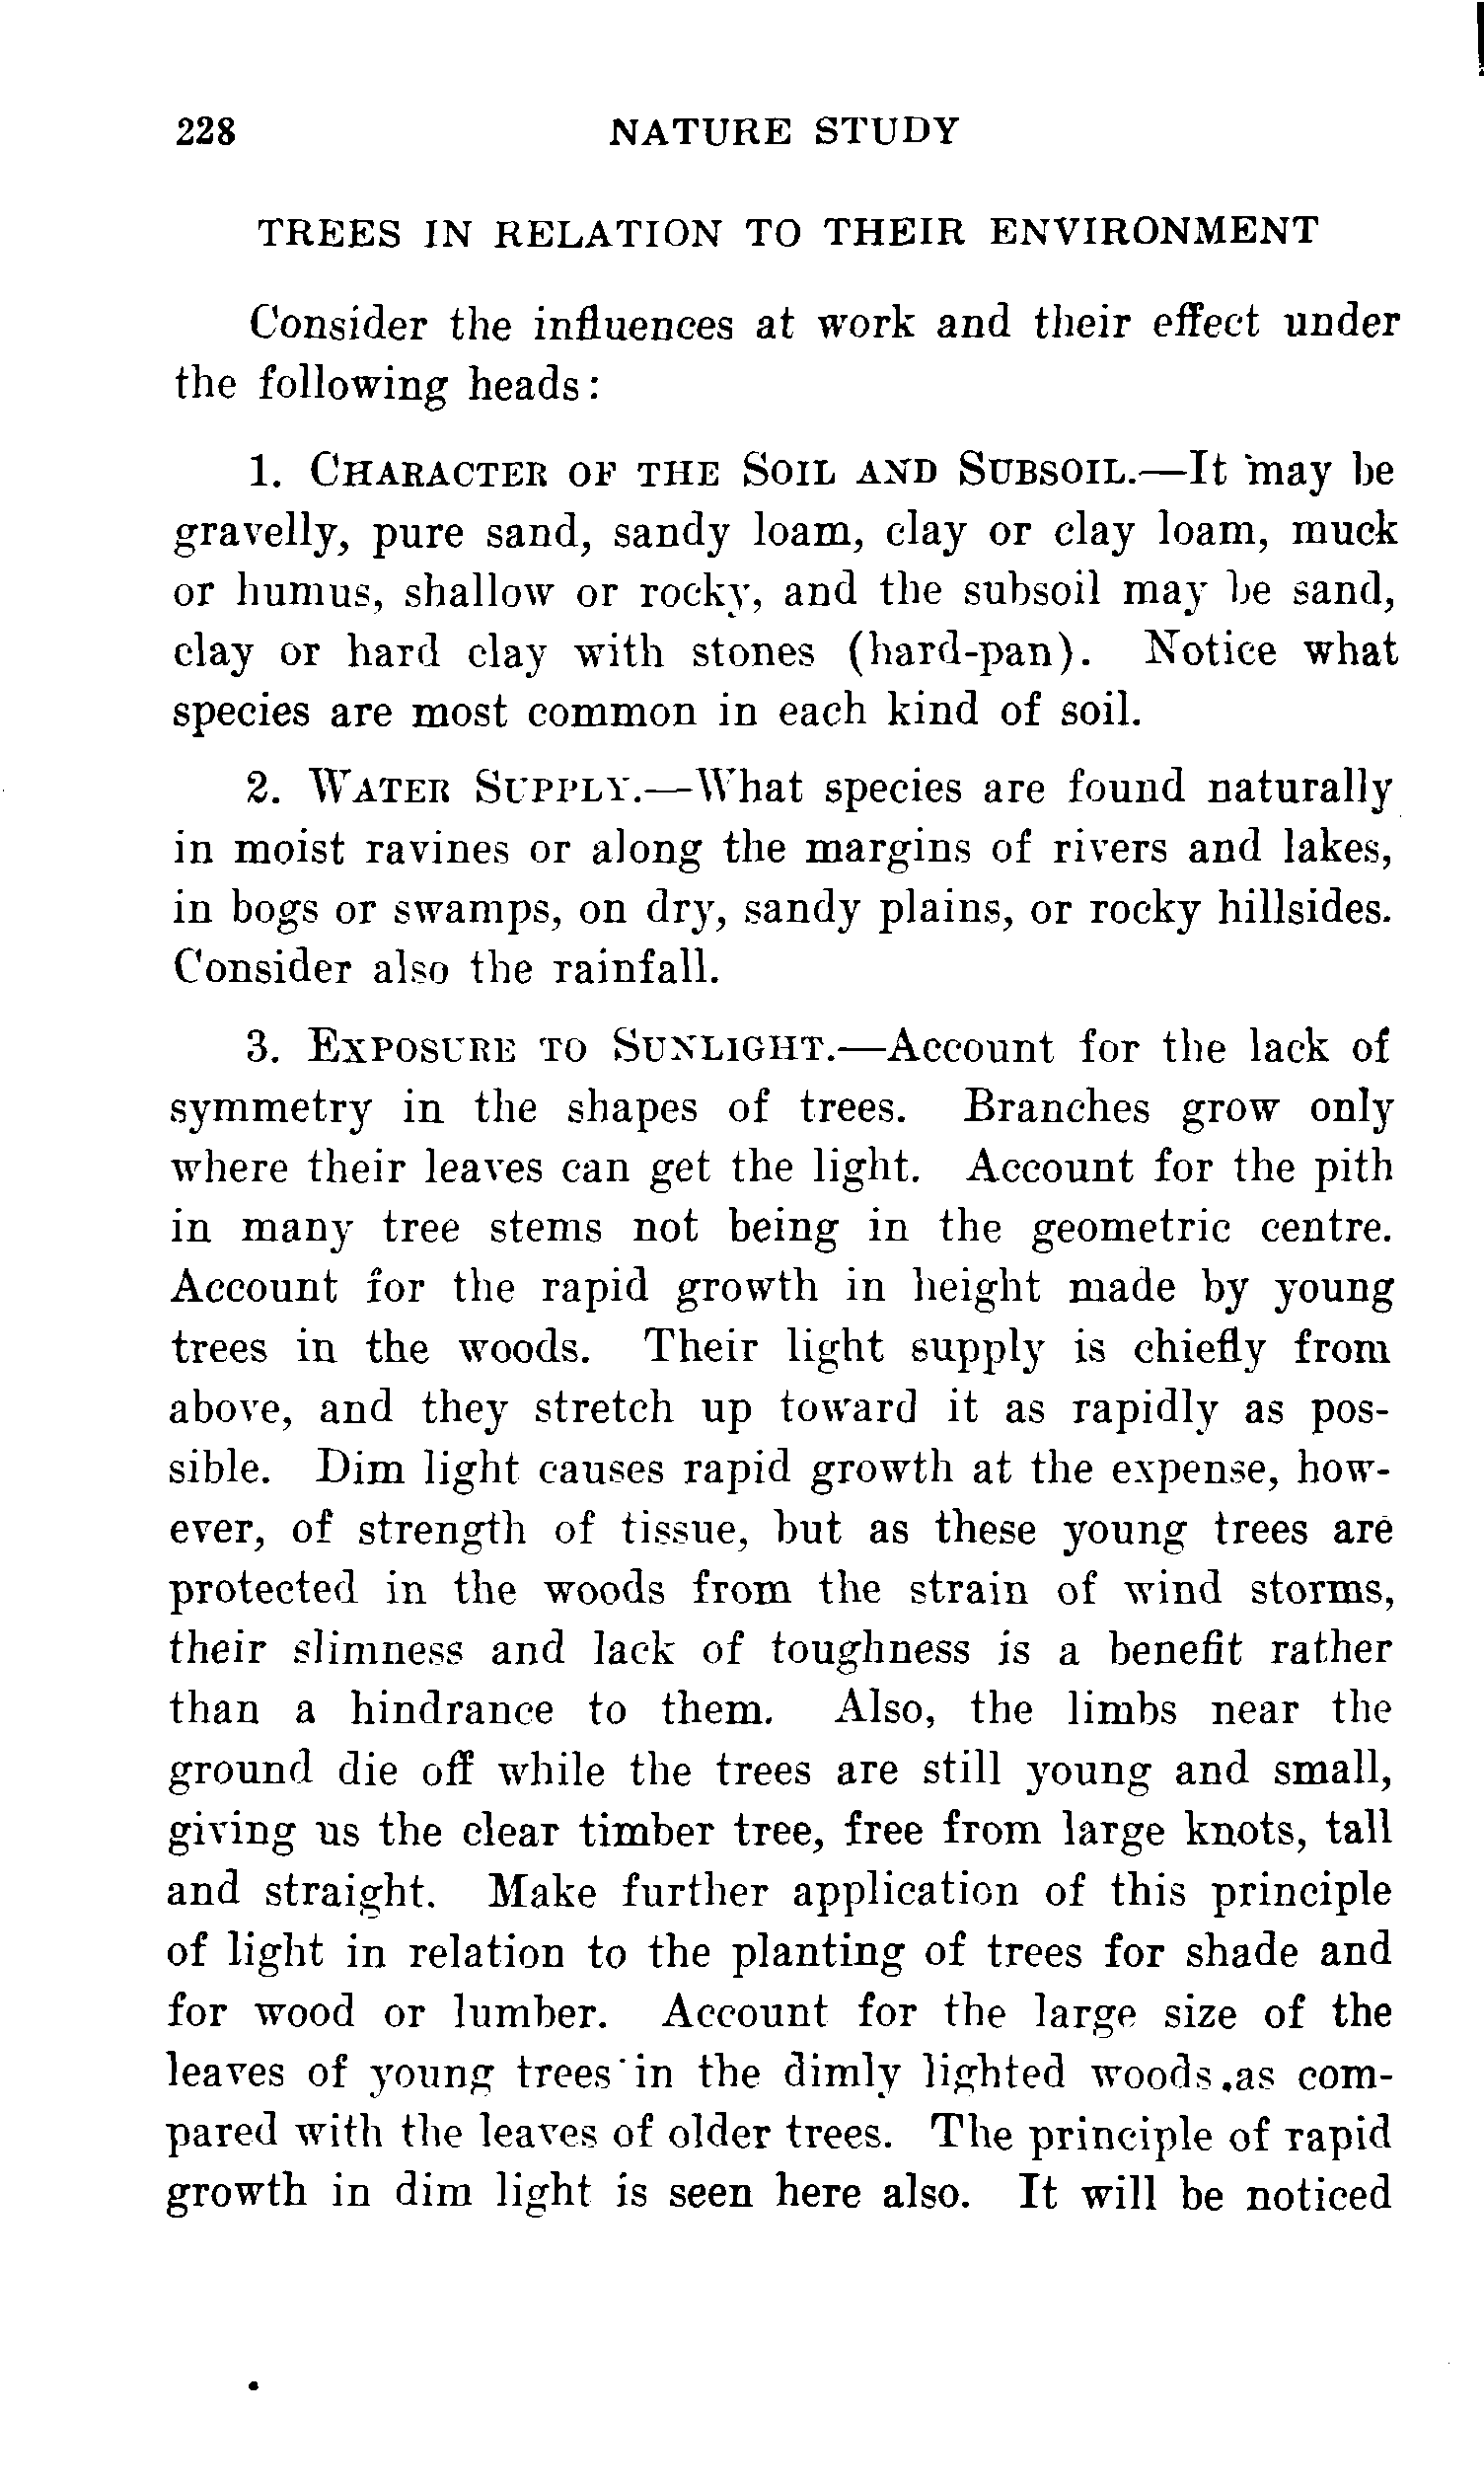 228 NATURE STUDY
TREES IN RELATION TO THEIR ENVIRONMENT
Consider the influences at work and their effect under
the following heads:
1. CHARACTER OF THE SOIL AND SUBSOIL.—It may be
gravelly, pure sand, sandy loam, clay or clay loam, muck
or humus, shallow or rocky, and the subsoil may be sand,
clay or hard clay with stones (hard-pan). Notice what
species are most common in each kind of soil.
2. WATER SUPPLY.—What species are found naturally
in moist ravines or along the margins of rivers and lakes,
in bogs or swamps, on dry, sandy plains, or rocky hillsides.
Consider also the rainfall.
3. EXPOSURE TO SUNLIGHT.—Account for the lack of
symmetry in the shapes of trees. Branches grow only
where their leaves can get the light. Account for the pith
in many tree stems not being in the geometric centre.
Account for the rapid growth in height made by young
trees in the woods. Their light supply is chiefly from
above, and they stretch up toward it as rapidly as pos-
sible. Dim light causes rapid growth at the expense, how-
ever, of strength of tissue, but as these young trees are
protected in the woods from the strain of wind storms,
their slimness and lack of toughness is a benefit rather
than a hindrance to them. Also, the limbs near the
ground die off while the trees are still young and small,
giving us the clear timber tree, free from large knots, tall
and straight. Make further application of this principle
of light in relation to the planting of trees for shade and
for wood or lumber. Account for the large size of the
leaves of young trees in the dimly lighted woods as com-
pared with the leaves of older trees. The principle of rapid
growth in dim light is seen here also. It will be noticed